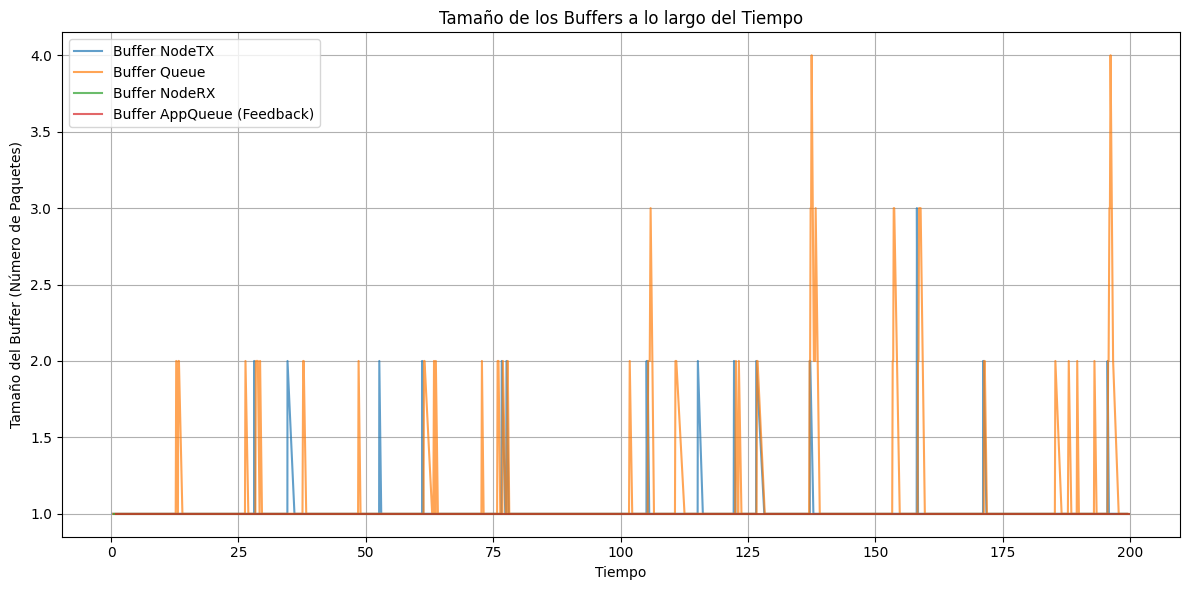 Tamaño de los Buffers a lo largo del Tiempo
Buffer NodeTX
Buffer Queue
Buffer NodeRX
Buffer AppQueue (Feedback)
Tamaño del Buffer (Número de Paquetes)
4.0
3.5
3.0
2.5
2.0
1.5
1.0
0
25
50
75
100
125
150
175
200
Tiempo